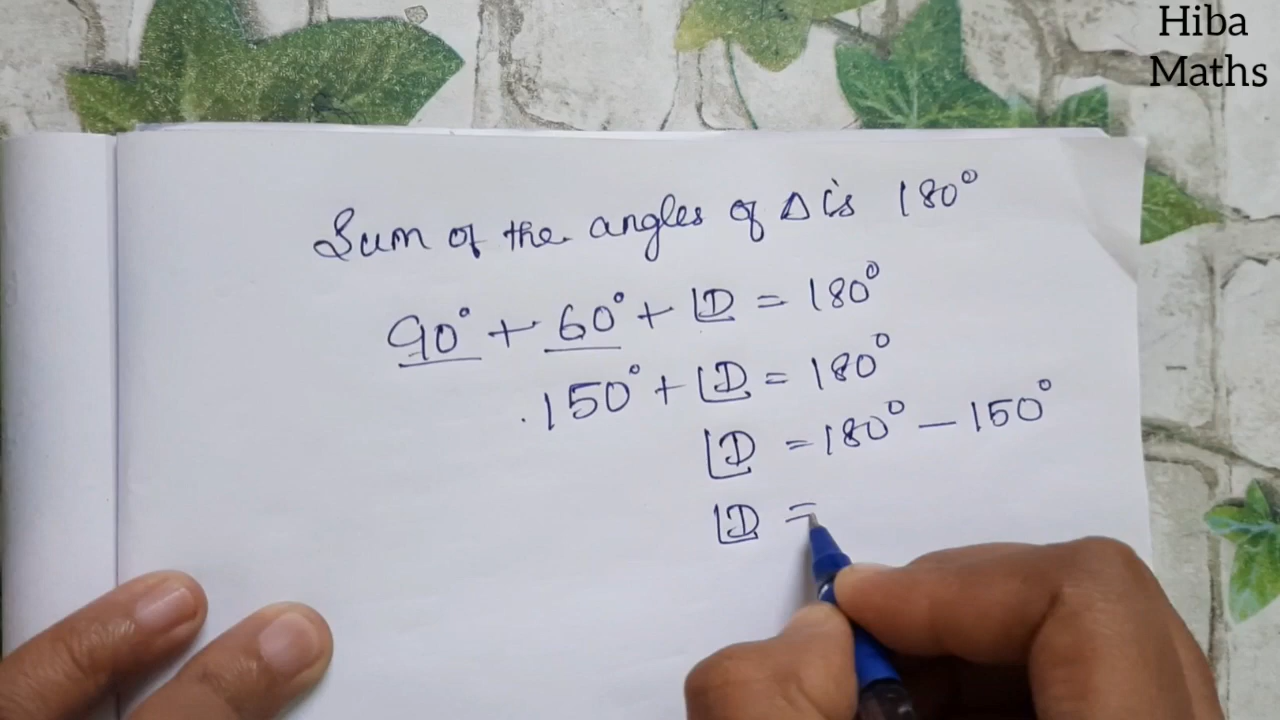 Hiba
Maths
Sum of the angles of Δ is 180°
90° + 60° + ∠D = 180°
150° + ∠D = 180°
∠D = 180° - 150°
∠D =